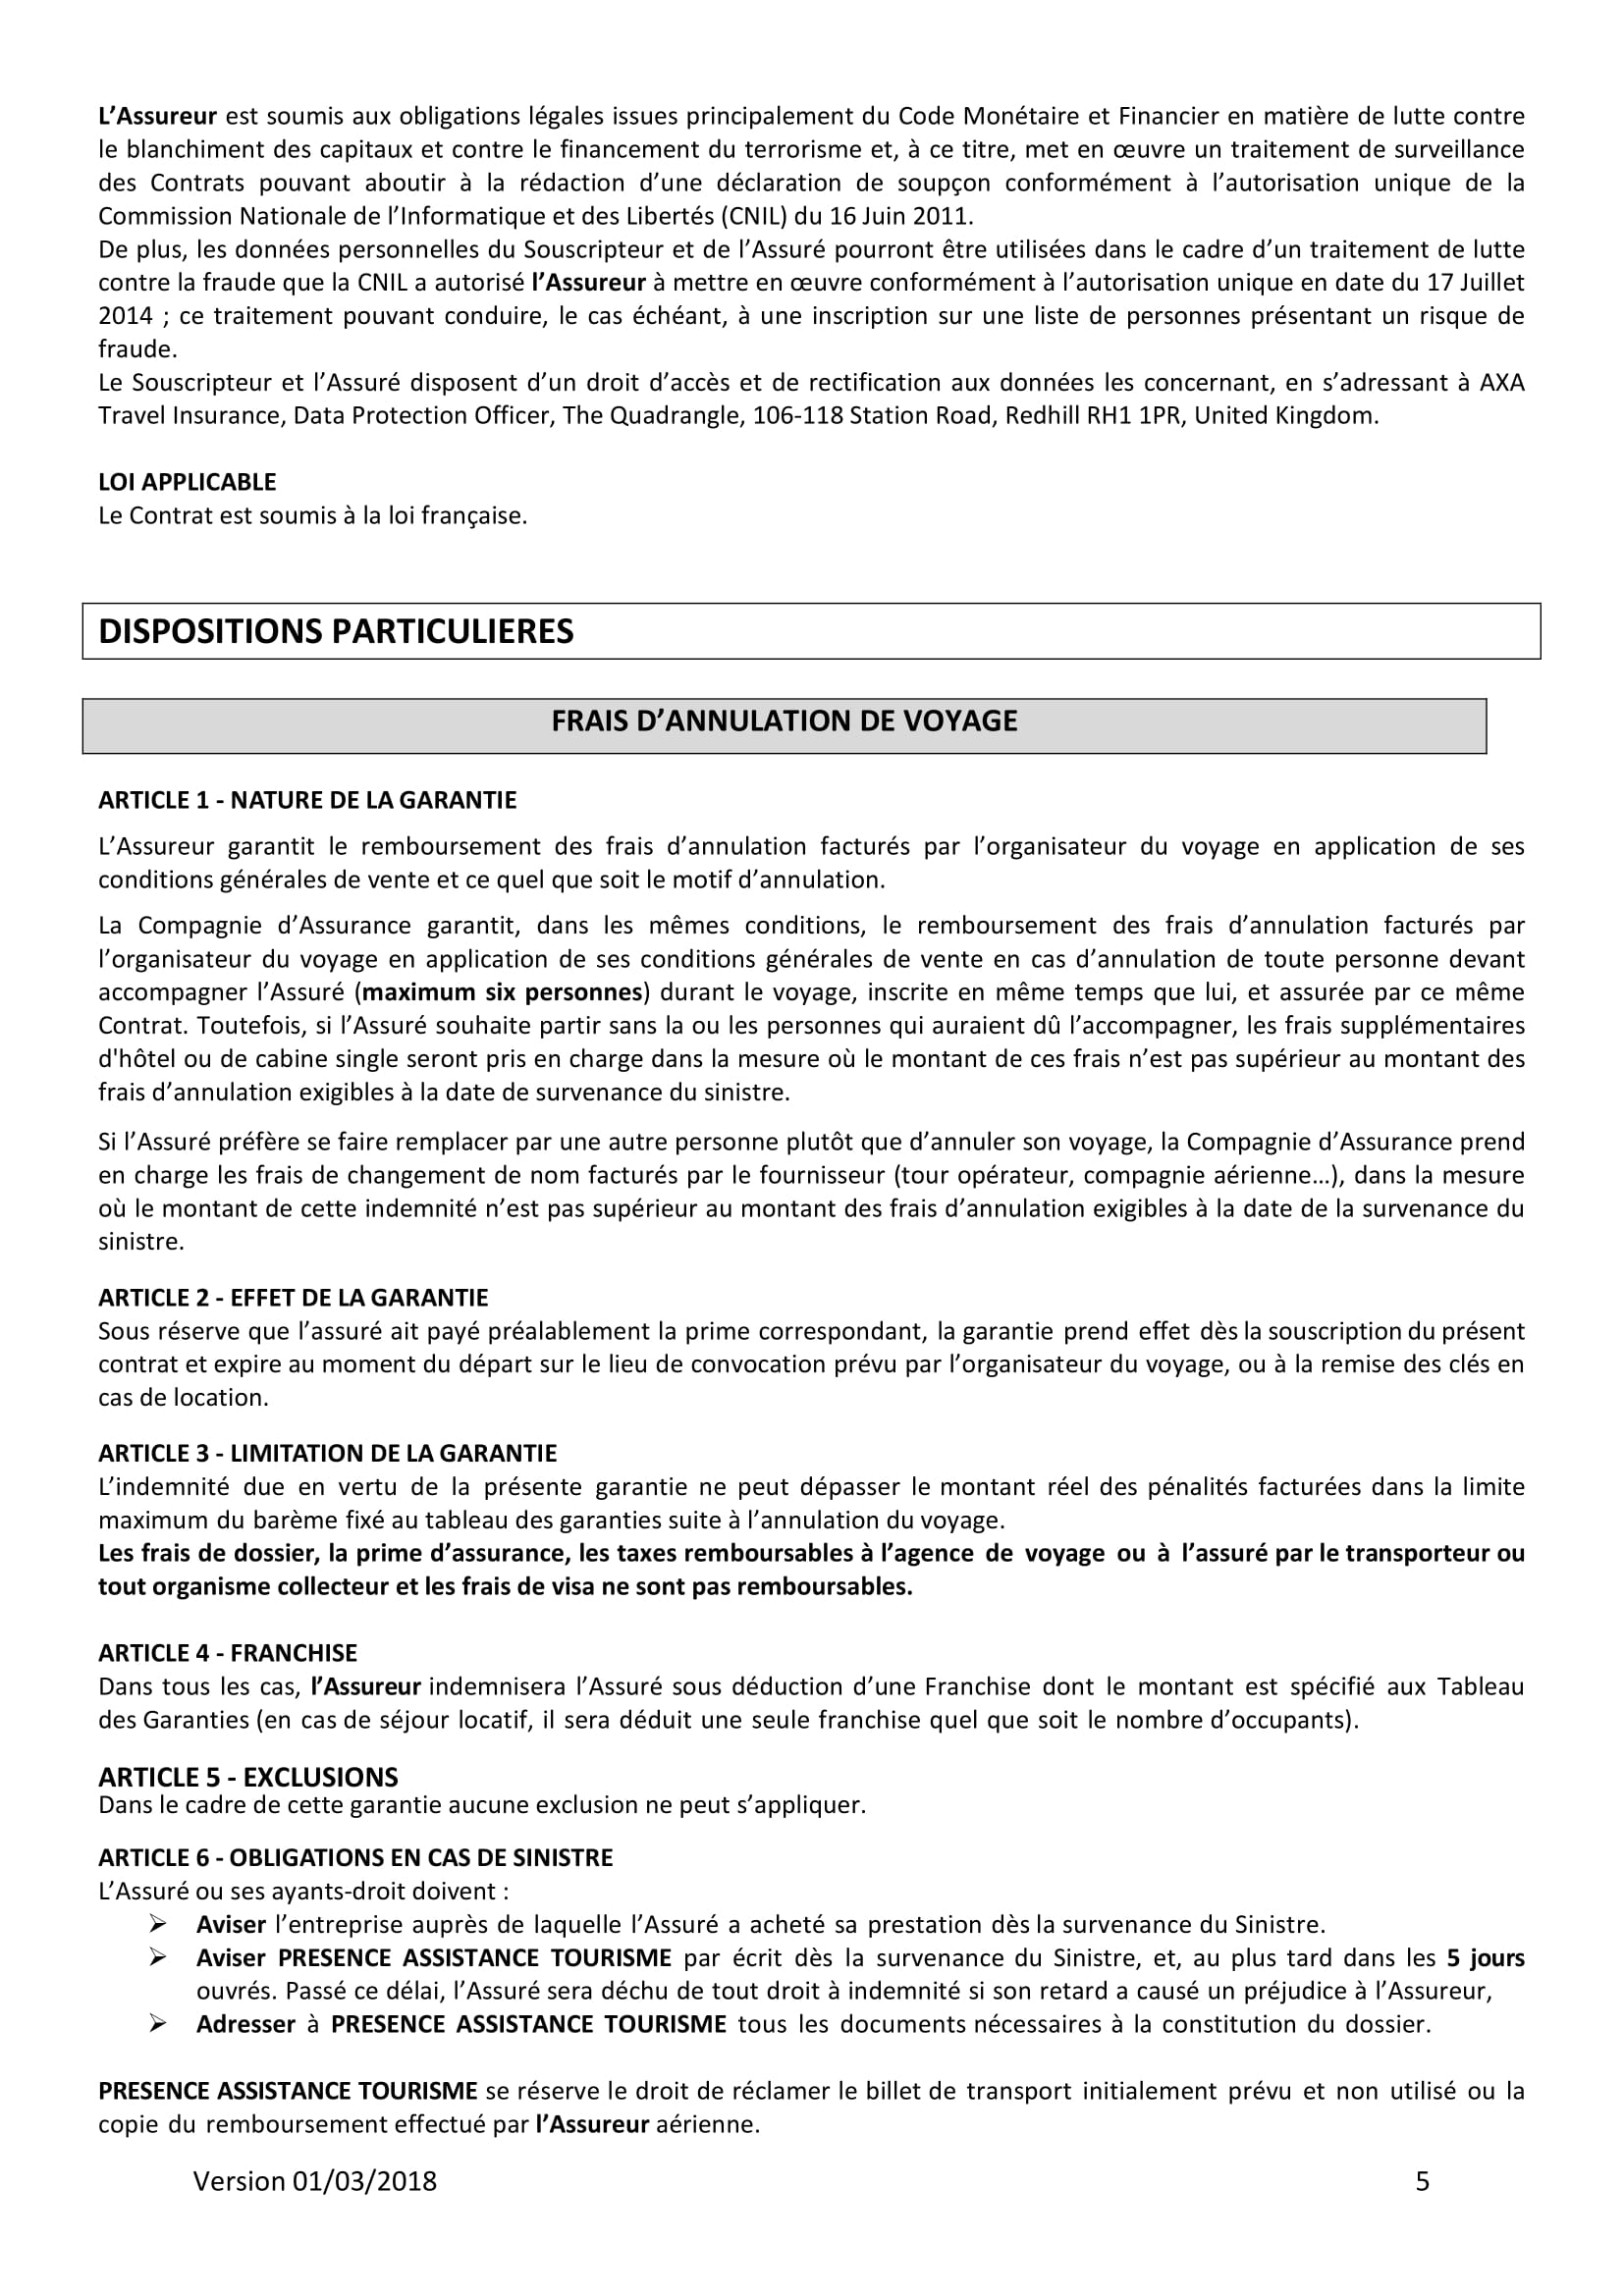 L’Assureur est soumis aux obligations légales issues principalement du Code Monétaire et Financier en matière de lutte contre
le blanchiment des capitaux et contre le financement du terrorisme et, à ce titre, met en œuvre un traitement de surveillance
des Contrats pouvant aboutir à la rédaction d’une déclaration de soupçon conformément à l’autorisation unique de la
Commission Nationale de l’Informatique et des Libertés (CNIL) du 16 Juin 2011.
De plus, les données personnelles du Souscripteur et de l’Assuré pourront être utilisées dans le cadre d’un traitement de lutte
contre la fraude que la CNIL a autorisé l’Assureur à mettre en œuvre conformément à l’autorisation unique en date du 17 Juillet
2014 ; ce traitement pouvant conduire, le cas échéant, à une inscription sur une liste de personnes présentant un risque de
fraude.
Le Souscripteur et l’Assuré disposent d’un droit d’accès et de rectification aux données les concernant, en s’adressant à AXA
Travel Insurance, Data Protection Officer, The Quadrangle, 106-118 Station Road, Redhill RH1 1PR, United Kingdom.
LOI APPLICABLE
Le Contrat est soumis à la loi française.
DISPOSITIONS PARTICULIERES
FRAIS D’ANNULATION DE VOYAGE
ARTICLE 1 - NATURE DE LA GARANTIE
L’Assureur garantit le remboursement des frais d’annulation facturés par l’organisateur du voyage en application de ses
conditions générales de vente et ce quel que soit le motif d’annulation.
La Compagnie d’Assurance garantit, dans les mêmes conditions, le remboursement des frais d’annulation facturés par
l’organisateur du voyage en application de ses conditions générales de vente en cas d’annulation de toute personne devant
accompagner l’Assuré (maximum six personnes) durant le voyage, inscrite en même temps que lui, et assurée par ce même
Contrat. Toutefois, si l’Assuré souhaite partir sans la ou les personnes qui auraient dû l’accompagner, les frais supplémentaires
d'hôtel ou de cabine single seront pris en charge dans la mesure où le montant de ces frais n’est pas supérieur au montant des
frais d’annulation exigibles à la date de survenance du sinistre.
Si l’Assuré préfère se faire remplacer par une autre personne plutôt que d’annuler son voyage, la Compagnie d’Assurance prend
en charge les frais de changement de nom facturés par le fournisseur (tour opérateur, compagnie aérienne…), dans la mesure
où le montant de cette indemnité n’est pas supérieur au montant des frais d’annulation exigibles à la date de la survenance du
sinistre.
ARTICLE 2 - EFFET DE LA GARANTIE
Sous réserve que l’assuré ait payé préalablement la prime correspondant, la garantie prend effet dès la souscription du présent
contrat et expire au moment du départ sur le lieu de convocation prévu par l’organisateur du voyage, ou à la remise des clés en
cas de location.
ARTICLE 3 - LIMITATION DE LA GARANTIE
L’indemnité due en vertu de la présente garantie ne peut dépasser le montant réel des pénalités facturées dans la limite
maximum du barème fixé au tableau des garanties suite à l’annulation du voyage.
Les frais de dossier, la prime d’assurance, les taxes remboursables à l’agence de voyage ou à l’assuré par le transporteur ou
tout organisme collecteur et les frais de visa ne sont pas remboursables.
ARTICLE 4 - FRANCHISE
Dans tous les cas, l’Assureur indemnisera l’Assuré sous déduction d’une Franchise dont le montant est spécifié aux Tableau
des Garanties (en cas de séjour locatif, il sera déduit une seule franchise quel que soit le nombre d’occupants).
ARTICLE 5 - EXCLUSIONS
Dans le cadre de cette garantie aucune exclusion ne peut s’appliquer.
ARTICLE 6 - OBLIGATIONS EN CAS DE SINISTRE
L’Assuré ou ses ayants-droit doivent :
➢ Aviser l’entreprise auprès de laquelle l’Assuré a acheté sa prestation dès la survenance du Sinistre.
➢ Aviser PRESENCE ASSISTANCE TOURISME par écrit dès la survenance du Sinistre, et, au plus tard dans les 5 jours
ouvrés. Passé ce délai, l’Assuré sera déchu de tout droit à indemnité si son retard a causé un préjudice à l’Assureur,
➢ Adresser à PRESENCE ASSISTANCE TOURISME tous les documents nécessaires à la constitution du dossier.
PRESENCE ASSISTANCE TOURISME se réserve le droit de réclamer le billet de transport initialement prévu et non utilisé ou la
copie du remboursement effectué par l’Assureur aérienne.
Version 01/03/2018 5